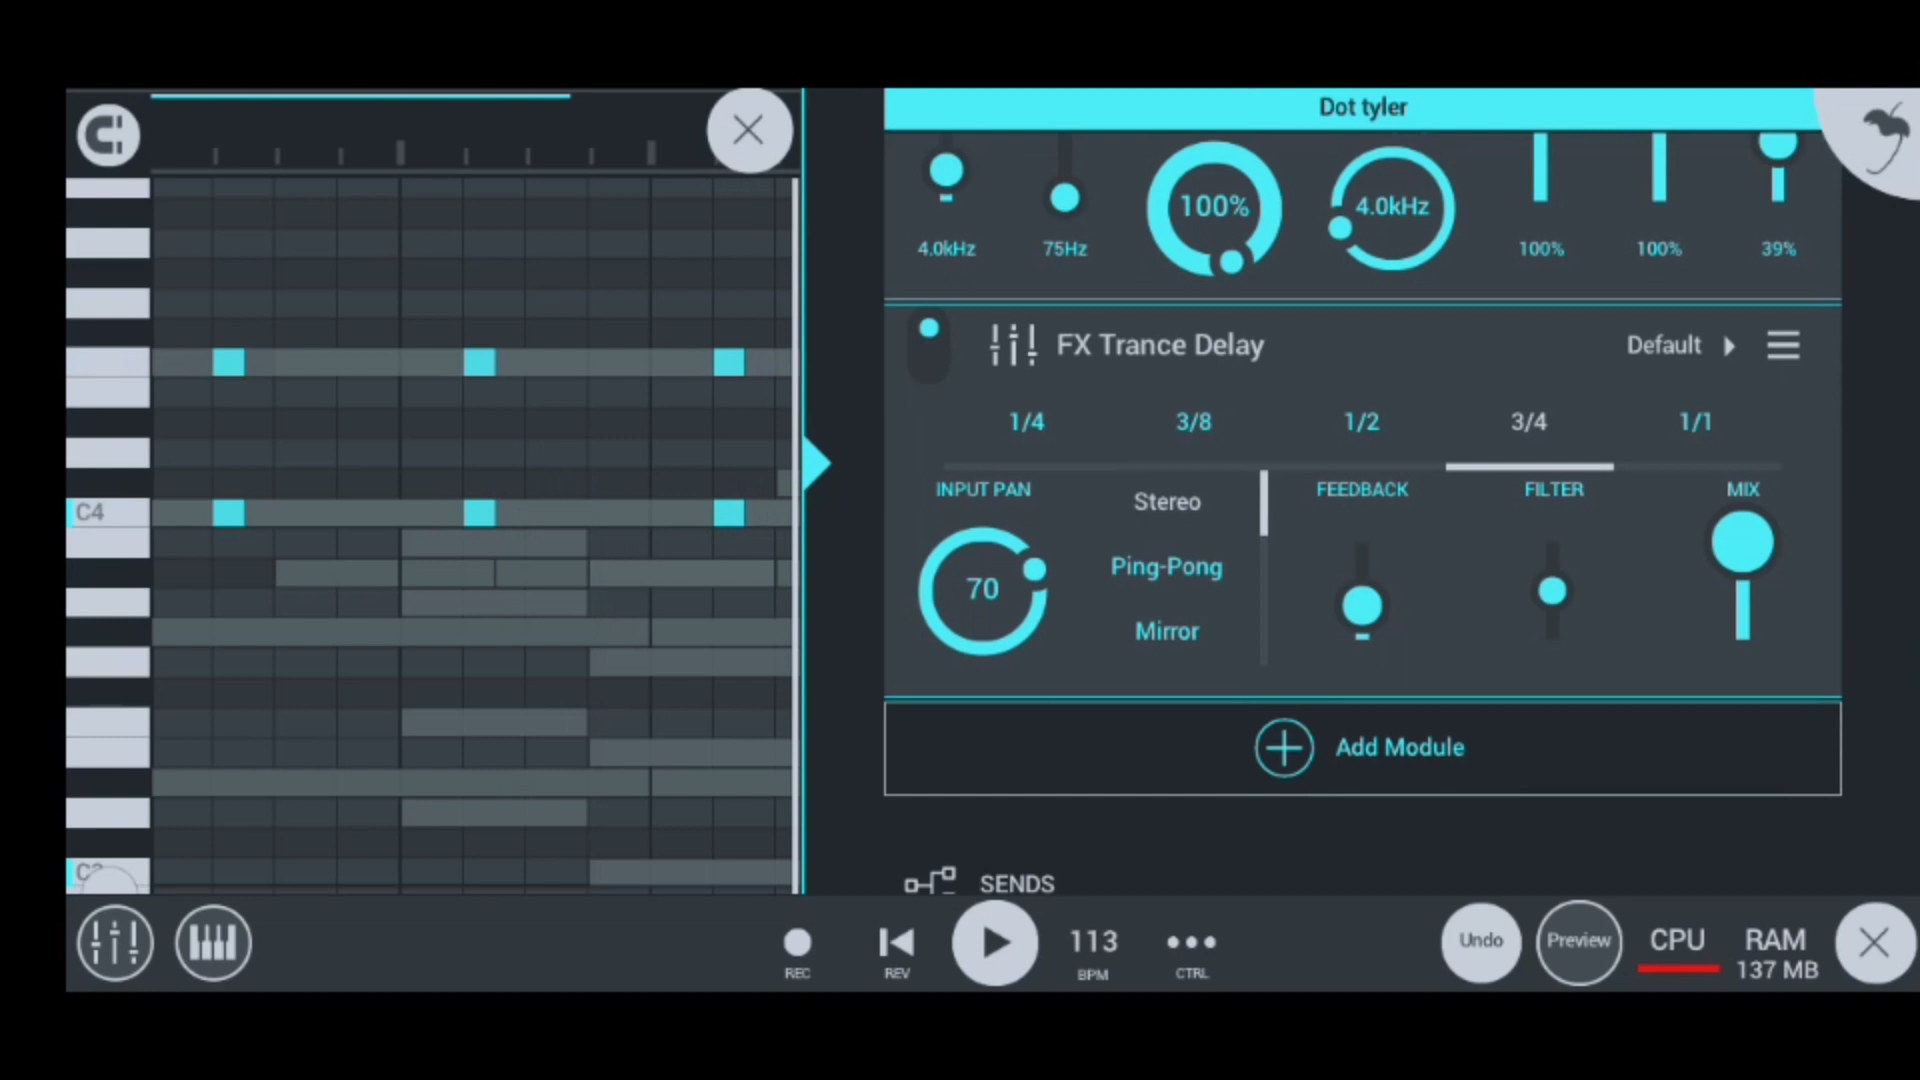 Dot tyler
100%
4.0kHz
4.0kHz
75Hz
100%
100%
39%
FX Trance Delay
Default
1/4
3/8
1/2
3/4
1/1
INPUT PAN
Stereo
FEEDBACK
FILTER
MIX
C4
Ping-Pong
70
Mirror
Add Module
SENDS
113
Undo
Preview
CPU
RAM
137 MB
REC
REV
BPM
CTRL